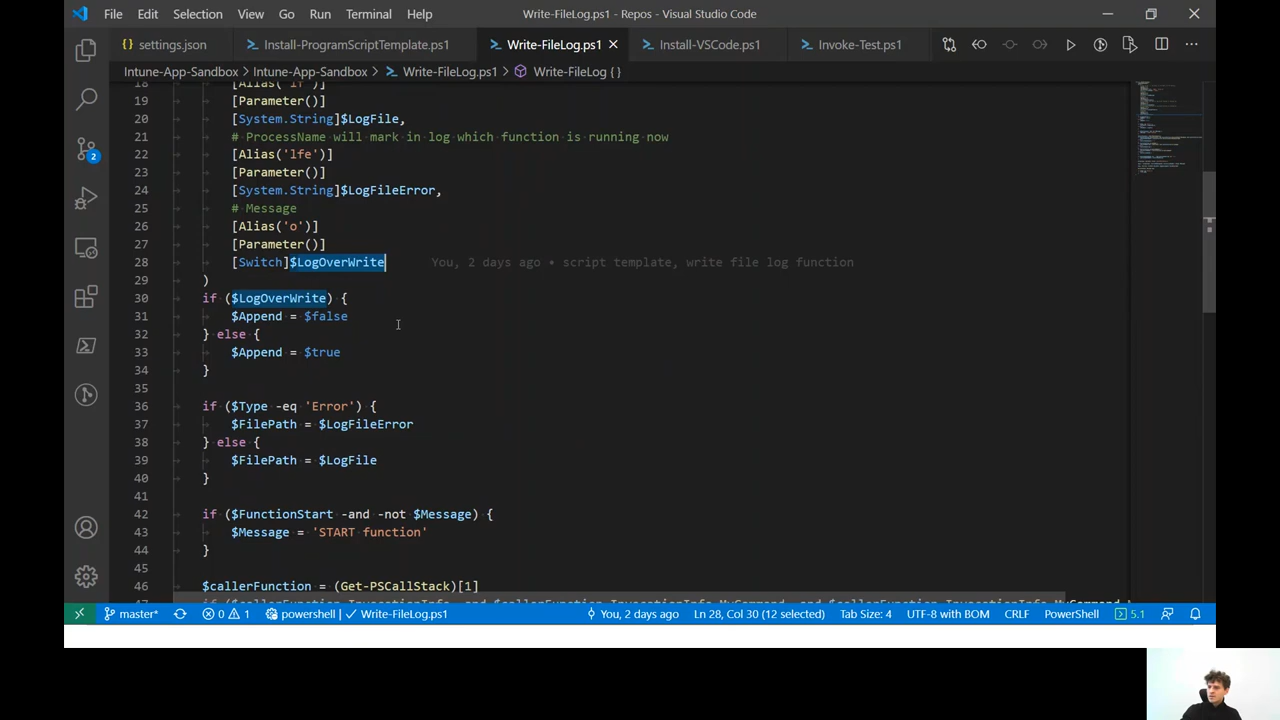 File Edit Selection View Go Run Terminal Help Write-FileLog.ps1 - Repos - Visual Studio Code
settings.json Install-ProgramScriptTemplate.ps1 Write-FileLog.ps1 Install-VSCode.ps1 Invoke-Test.ps1
Intune-App-Sandbox > Intune-App-Sandbox > Write-FileLog.ps1 > Write-FileLog {}
18 [Alias('lf')]
19 [Parameter()]
20 [System.String]$LogFile,
21 # ProcessName will mark in log which function is running now
22 [Alias('lfe')]
23 [Parameter()]
24 [System.String]$LogFileError,
25 # Message
26 [Alias('o')]
27 [Parameter()]
28 [Switch]$LogOverWrite You, 2 days ago • script template, write file log function
29 )
30 if ($LogOverWrite) {
31 $Append = $false
32 } else {
33 $Append = $true
34 }
35
36 if ($Type -eq 'Error') {
37 $FilePath = $LogFileError
38 } else {
39 $FilePath = $LogFile
40 }
41
42 if ($FunctionStart -and -not $Message) {
43 $Message = 'START function'
44 }
45
46 $callerFunction = (Get-PSCallStack)[1]
2
master* 0 1 powershell Write-FileLog.ps1 You, 2 days ago Ln 28, Col 30 (12 selected) Tab Size: 4 UTF-8 with BOM CRLF PowerShell 5.1